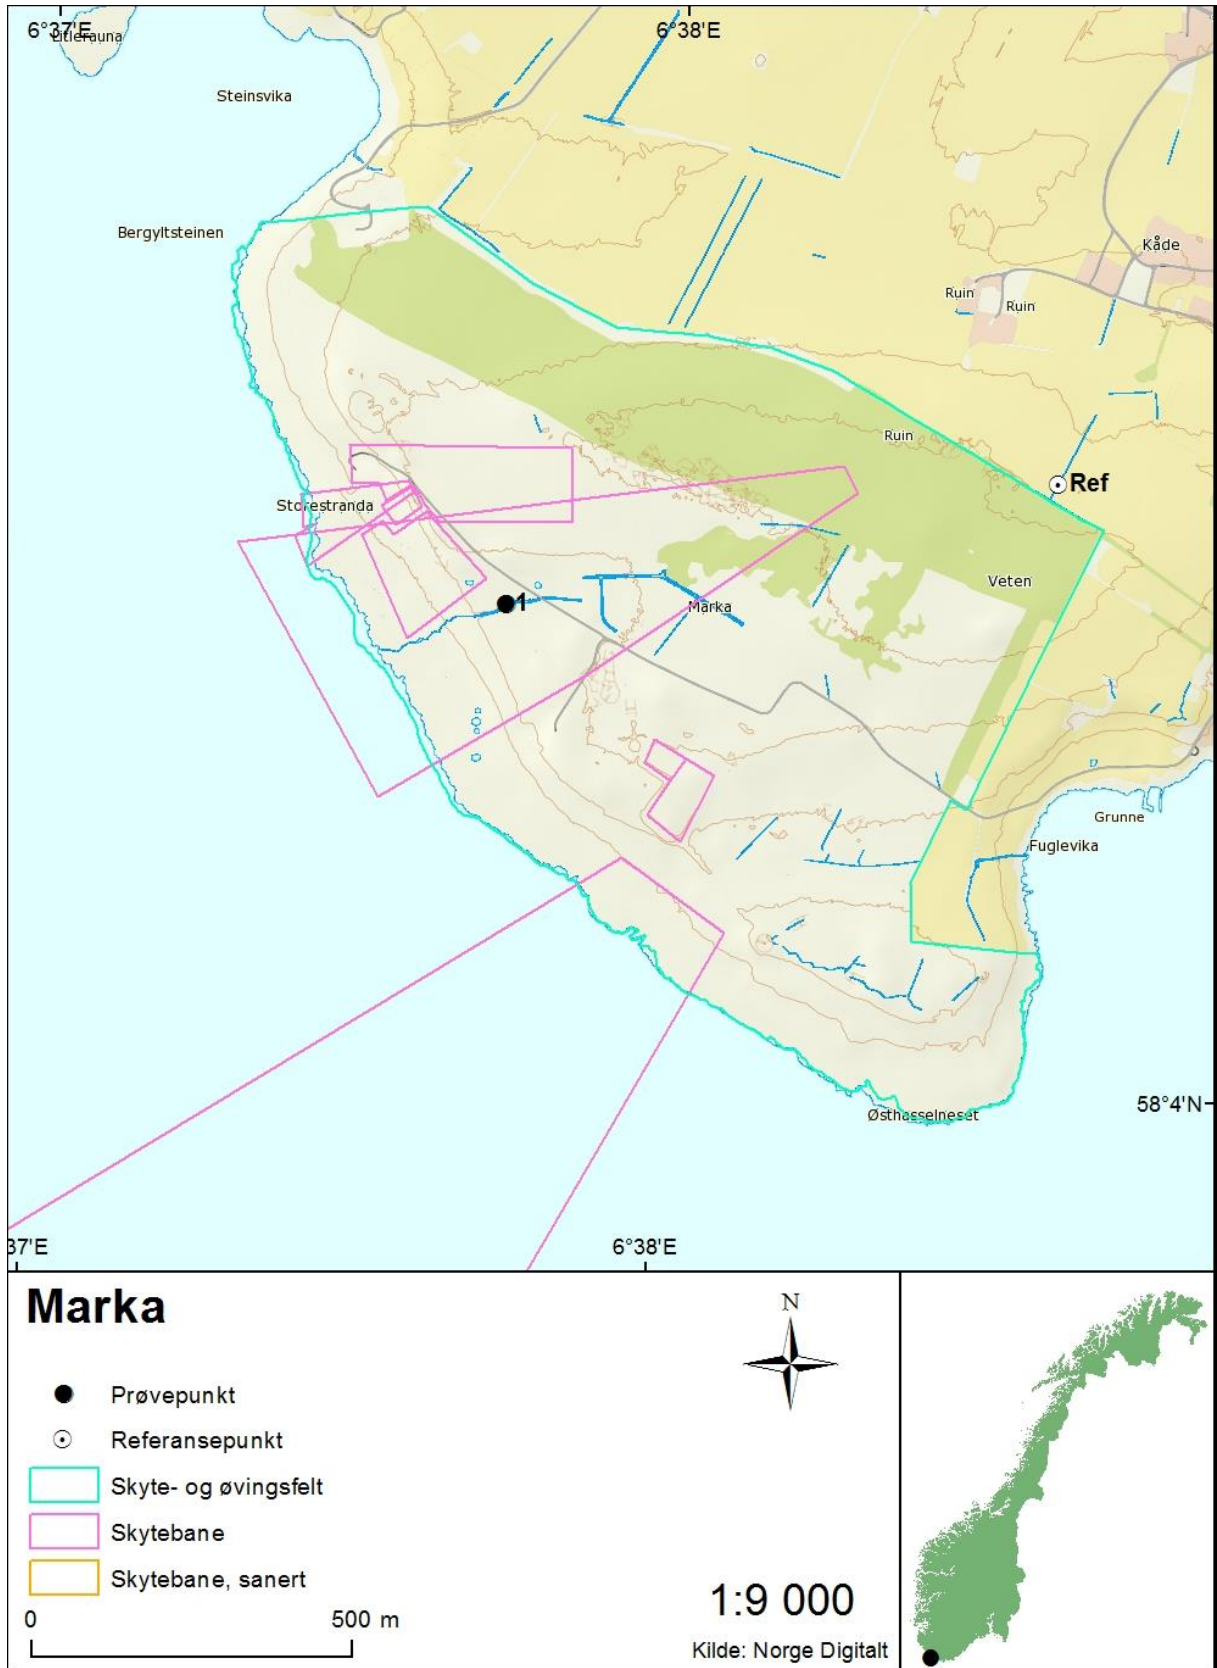 6°37'E
6°38'E
Litlerauna
Steinsvika
Bergyltsteinen
Kåde
Ruin
Ruin
Ruin
Ref
Storestranda
Veten
1
Marka
Grunne
Fuglevika
58°4'N
Østhasselneset
37'E
6°38'E
Marka
N
Prøvepunkt
Referansepunkt
Skyte- og øvingsfelt
Skytebane
Skytebane, sanert
0 500 m
1:9 000
Kilde: Norge Digitalt